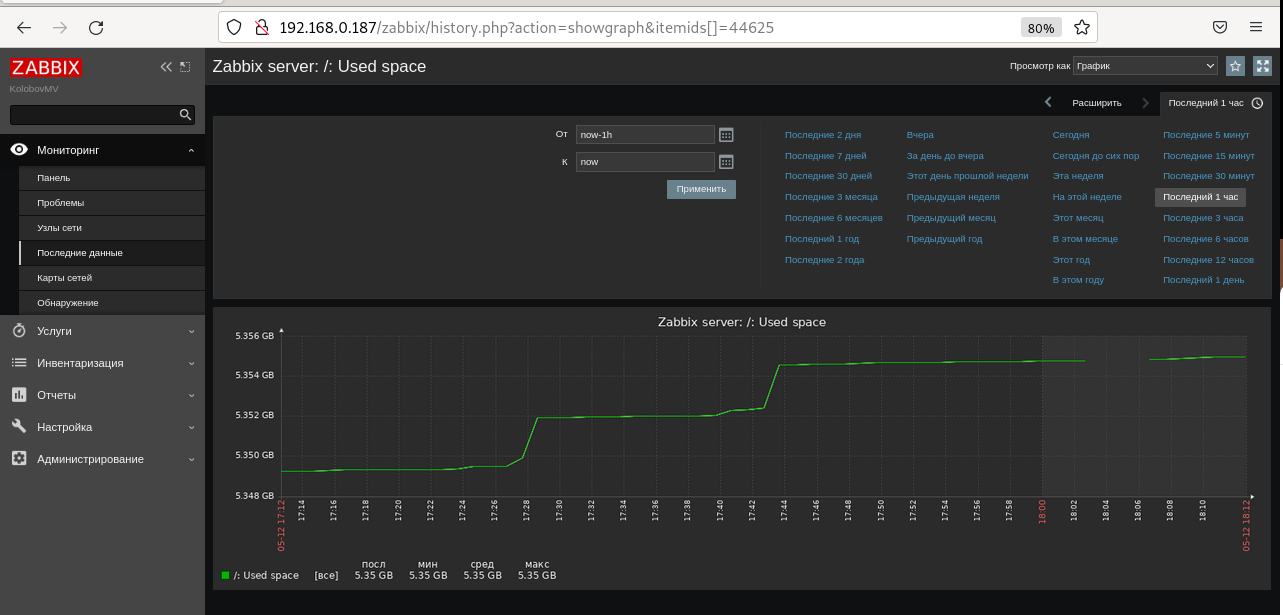 192.168.0.187/zabbix/history.php?action=showgraph&itemids[]=44625
80%
ZABBIX
KolobovMV
Мониторинг
Панель
Проблемы
Узлы сети
Последние данные
Карты сетей
Обнаружение
Услуги
Инвентаризация
Отчеты
Настройка
Администрирование
Zabbix server: /: Used space
Просмотр как График
Расширить Последний 1 час
От now-1h
К now
Применить
Последние 2 дня Вчера Сегодня Последние 5 минут
Последние 7 дней За день до вчера Сегодня до сих пор Последние 15 минут
Последние 30 дней Этот день прошлой недели Эта неделя Последние 30 минут
Последние 3 месяца Предыдущая неделя На этой неделе Последний 1 час
Последние 6 месяцев Предыдущий месяц Этот месяц Последние 3 часа
Последний 1 год Предыдущий год В этом месяце Последние 6 часов
Последние 2 года Этот год Последние 12 часов
В этом году Последний 1 день
Zabbix server: /: Used space
5.356 GB
5.354 GB
5.352 GB
5.350 GB
5.348 GB
05-12 17:12 17:14 17:16 17:18 17:20 17:22 17:24 17:26 17:28 17:30 17:32 17:34 17:36 17:38 17:40 17:42 17:44 17:46 17:48 17:50 17:52 17:54 17:56 17:58 18:00 18:02 18:04 18:06 18:08 18:10 05-12 18:12
посл мин сред макс
/: Used space [все] 5.35 GB 5.35 GB 5.35 GB 5.35 GB